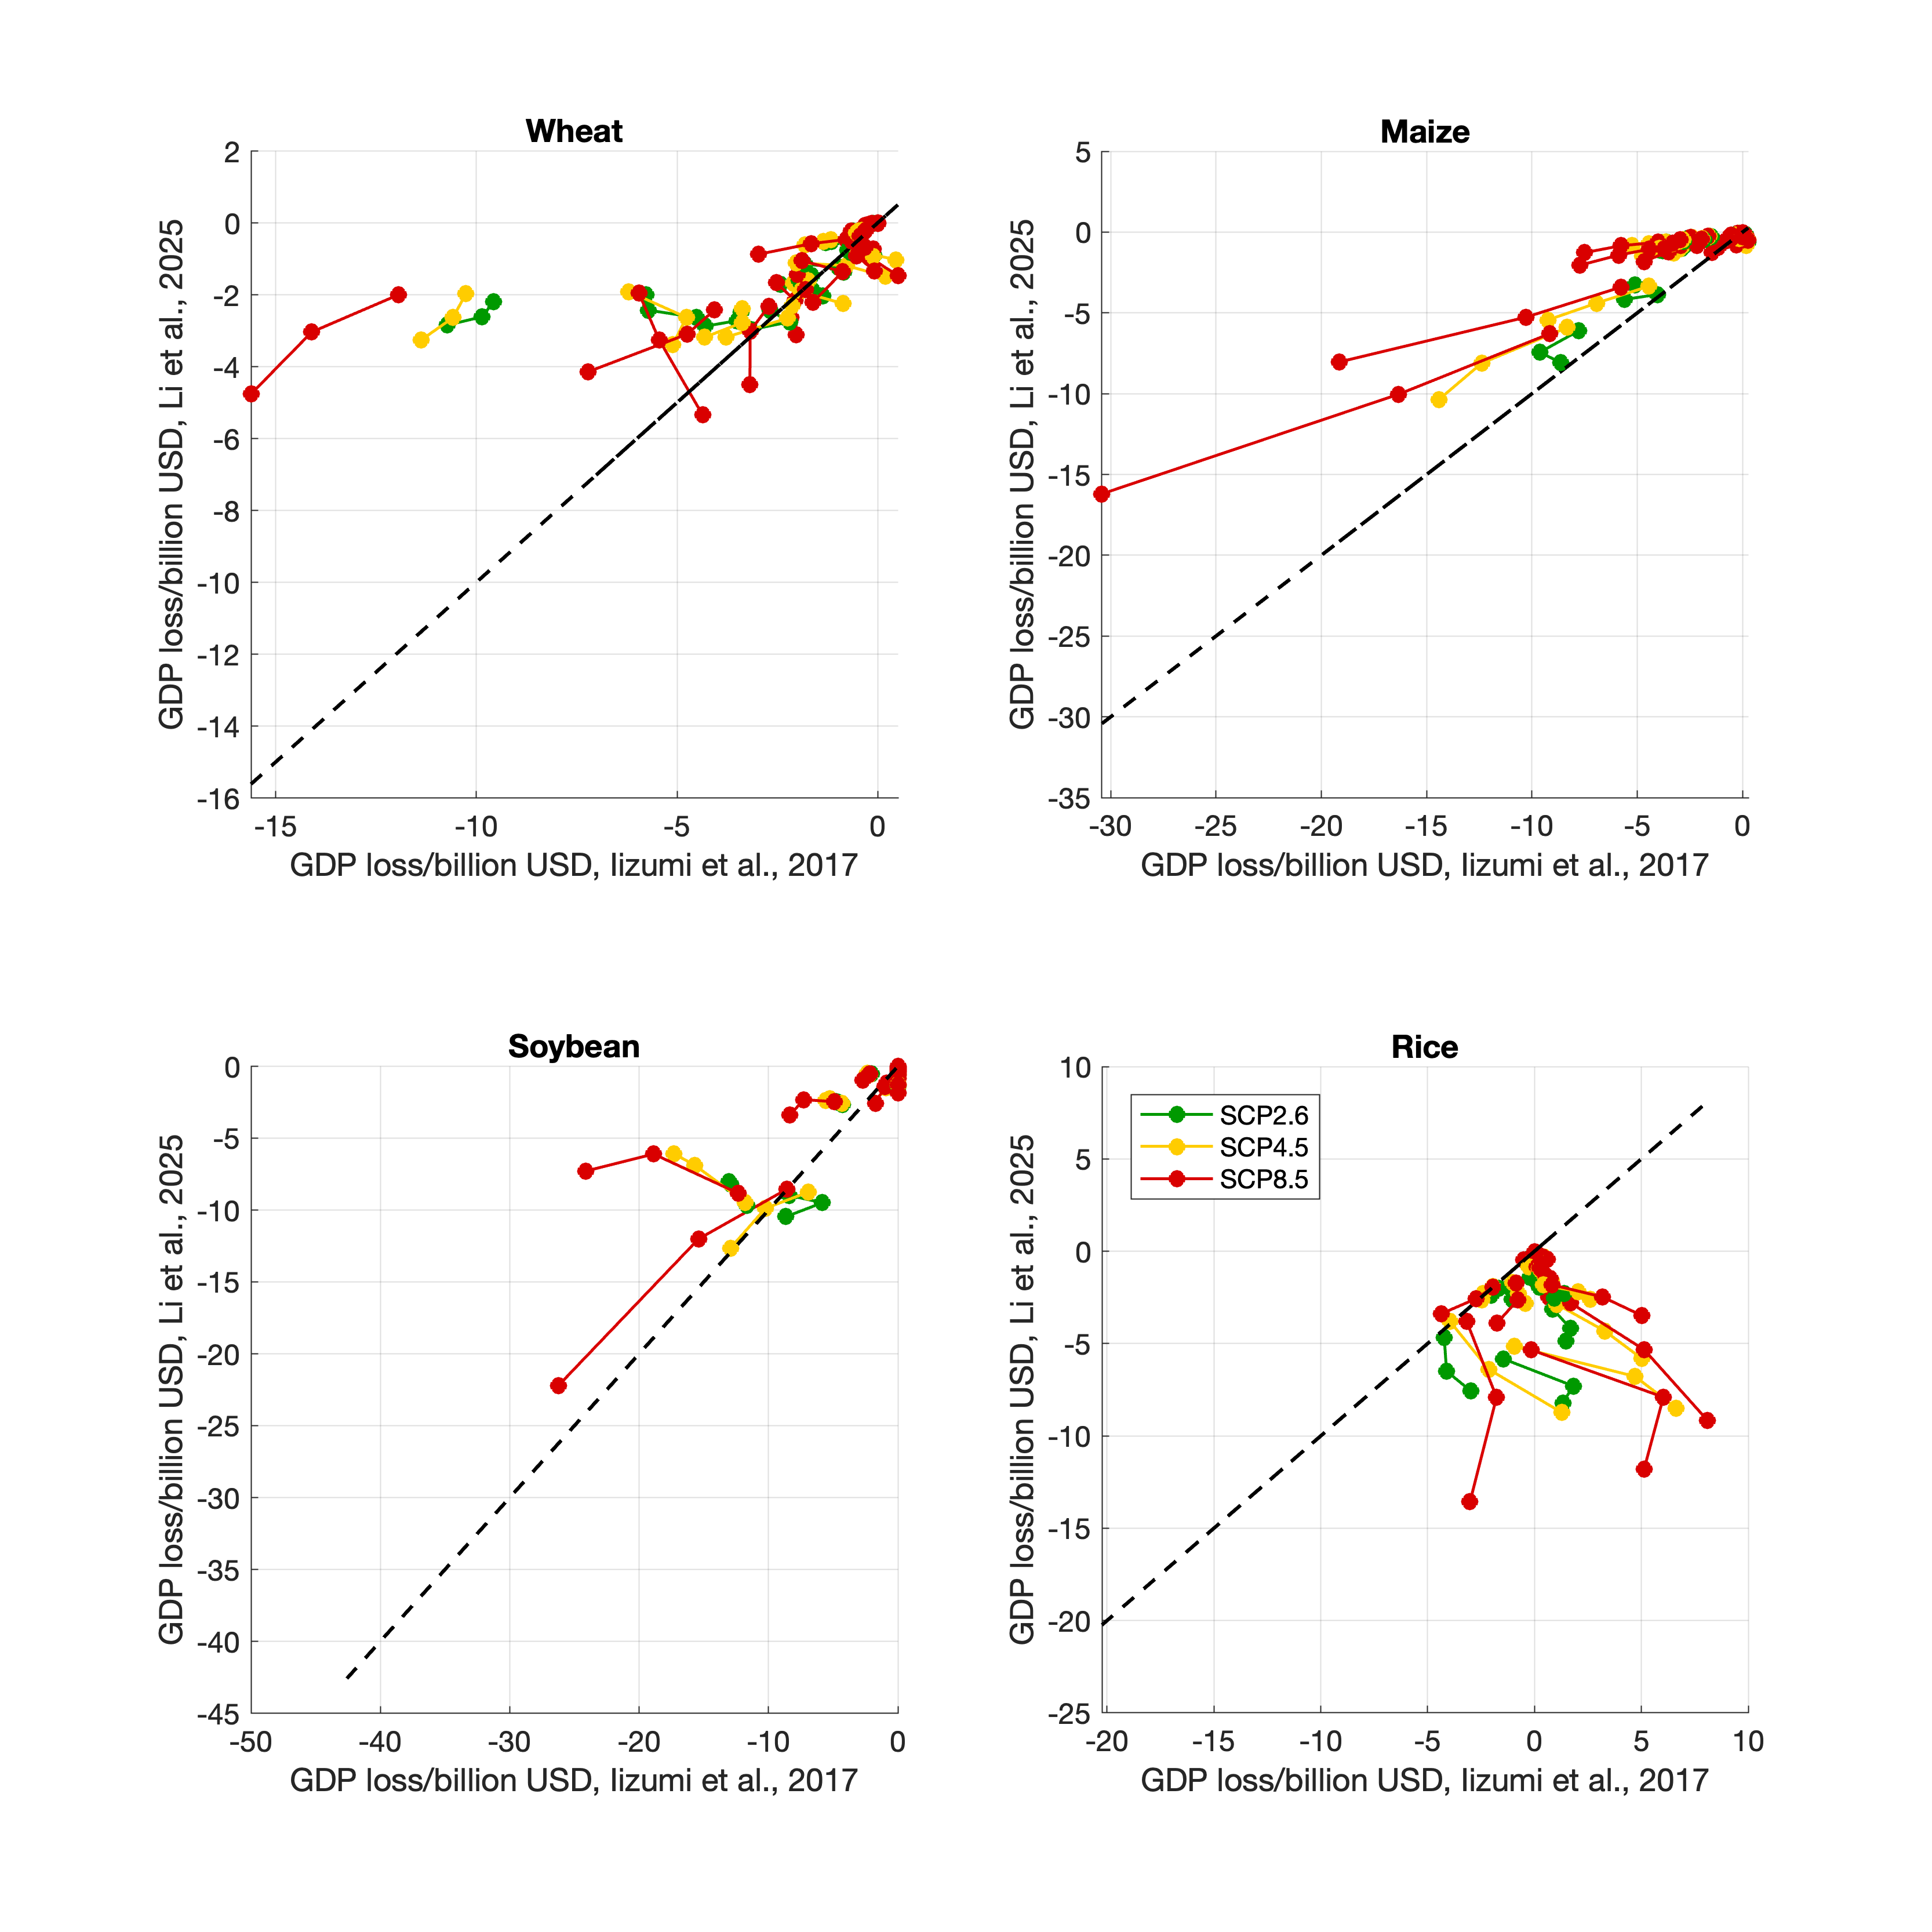 Wheat
2
0
-2
-4
-6
-8
-10
-12
-14
-16
GDP loss/billion USD, Li et al., 2025
-15 -10 -5 0
GDP loss/billion USD, Iizumi et al., 2017
Maize
5
0
-5
-10
-15
-20
-25
-30
-35
GDP loss/billion USD, Li et al., 2025
-30 -25 -20 -15 -10 -5 0
GDP loss/billion USD, Iizumi et al., 2017
Soybean
0
-5
-10
-15
-20
-25
-30
-35
-40
-45
GDP loss/billion USD, Li et al., 2025
-50 -40 -30 -20 -10 0
GDP loss/billion USD, Iizumi et al., 2017
Rice
10
5
0
-5
-10
-15
-20
-25
GDP loss/billion USD, Li et al., 2025
SCP2.6
SCP4.5
SCP8.5
-20 -15 -10 -5 0 5 10
GDP loss/billion USD, Iizumi et al., 2017